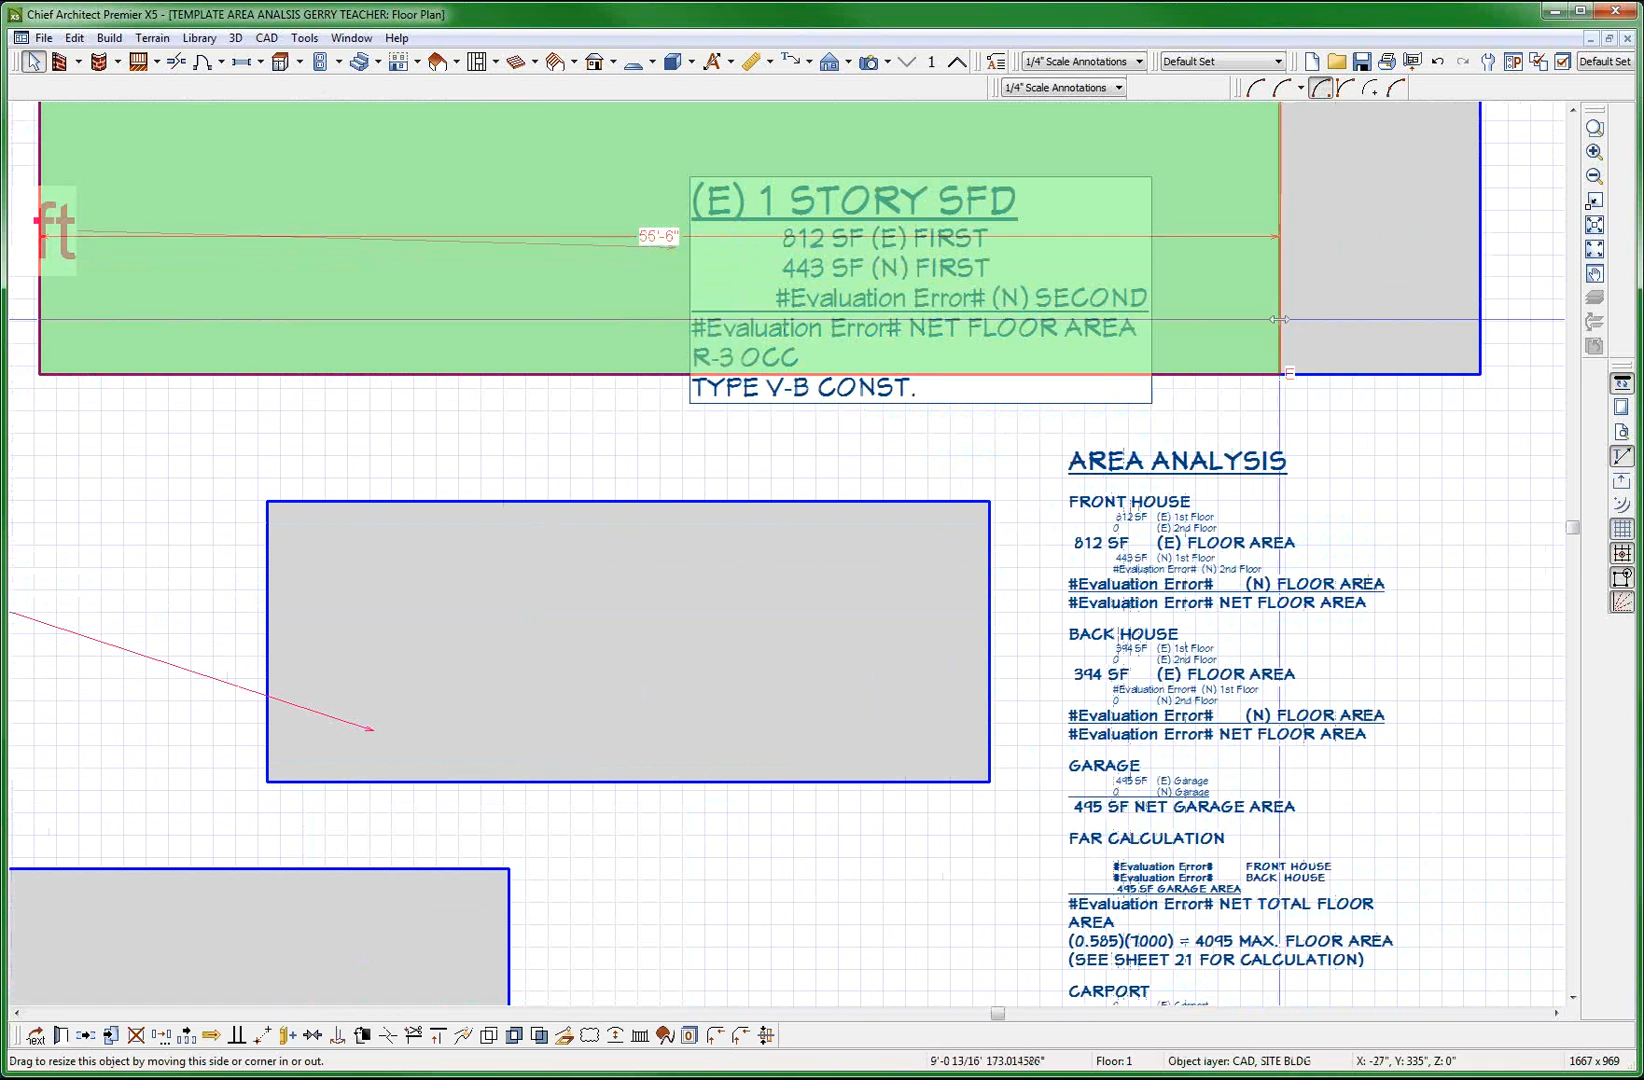 Chief Architect Premier X5 - [TEMPLATE AREA ANALSIS GERRY TEACHER: Floor Plan]
File Edit Build Terrain Library 3D CAD Tools Window Help
1 1/4" Scale Annotations Default Set Default Set
1/4" Scale Annotations
ft
55'-6"
(E) 1 STORY SFD
812 SF (E) FIRST
443 SF (N) FIRST
#Evaluation Error# (N) SECOND
#Evaluation Error# NET FLOOR AREA
R-3 OCC
TYPE V-B CONST.
E
AREA ANALYSIS
FRONT HOUSE
812 SF (E) 1st Floor
0 (E) 2nd Floor
812 SF (E) FLOOR AREA
443 SF (N) 1st Floor
#Evaluation Error# (N) 2nd Floor
#Evaluation Error# (N) FLOOR AREA
#Evaluation Error# NET FLOOR AREA
BACK HOUSE
394 SF (E) 1st Floor
0 (E) 2nd Floor
394 SF (E) FLOOR AREA
#Evaluation Error# (N) 1st Floor
0 (N) 2nd Floor
#Evaluation Error# (N) FLOOR AREA
#Evaluation Error# NET FLOOR AREA
GARAGE
495 SF (E) Garage
0 (N) Garage
495 SF NET GARAGE AREA
FAR CALCULATION
#Evaluation Error# FRONT HOUSE
#Evaluation Error# BACK HOUSE
495 SF GARAGE AREA
#Evaluation Error# NET TOTAL FLOOR
AREA
(0.585)(7000) = 4095 MAX. FLOOR AREA
(SEE SHEET 21 FOR CALCULATION)
CARPORT
0 (E) Carport
text
Drag to resize this object by moving this side or corner in or out. 9'-0 13/16" 173.014586° Floor: 1 Object layer: CAD, SITE BLDG X: -27", Y: 335", Z: 0" 1667 x 969